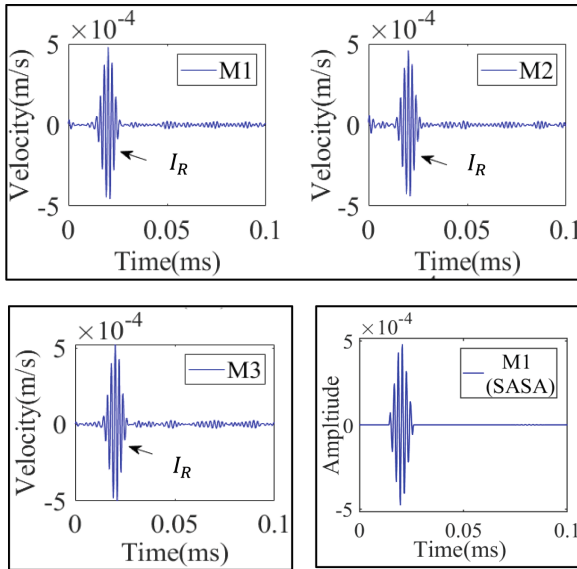 ×10⁻⁴
Velocity(m/s)
5
0
-5
M1
I_R
0
0.05
0.1
Time(ms)
×10⁻⁴
Velocity(m/s)
5
0
-5
M2
I_R
0
0.05
0.1
Time(ms)
×10⁻⁴
Velocity(m/s)
5
0
-5
M3
I_R
0
0.05
0.1
Time(ms)
×10⁻⁴
Ampltiude
5
0
-5
M1
(SASA)
0
0.05
0.1
Time(ms)